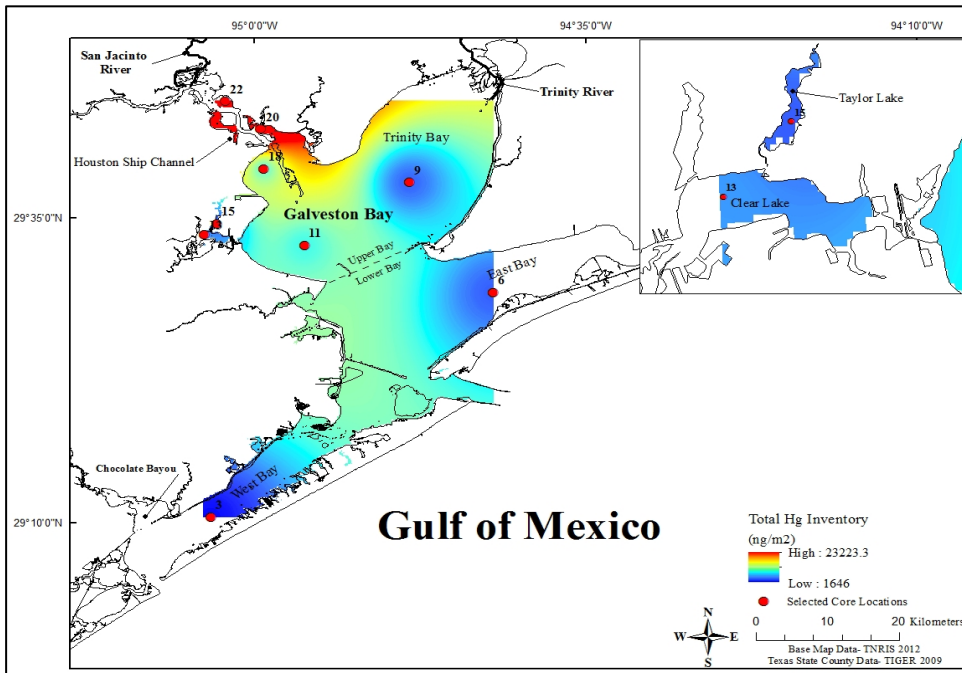 95°0'0"W
94°35'0"W
94°10'0"W
San Jacinto
River
22
20
Trinity River
Houston Ship Channel
18
Trinity Bay
9
29°35'0"N
15
Galveston Bay
11
Upper Bay
Lower Bay
East Bay
6
Taylor Lake
15
13
Clear Lake
Chocolate Bayou
West Bay
3
29°10'0"N
Gulf of Mexico
Total Hg Inventory
(ng/m2)
High : 23223.3
Low : 1646
Selected Core Locations
N
W E
S
0 10 20 Kilometers
Base Map Data- TNRIS 2012
Texas State County Data- TIGER 2009